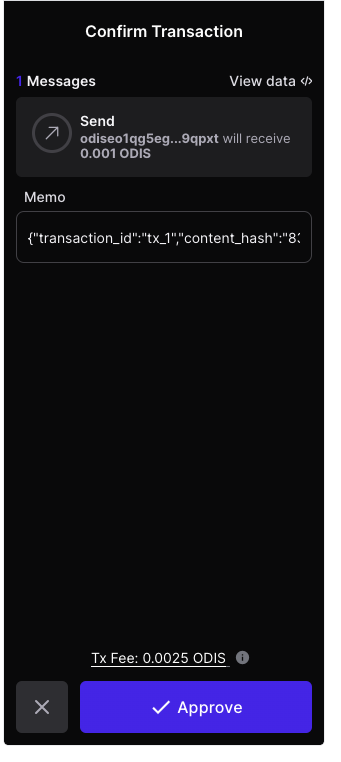 Confirm Transaction
1 Messages
View data </>
Send
odiseo1qg5eg...9qpxt will receive
0.001 ODIS
Memo
{"transaction_id":"tx_1","content_hash":"83
Tx Fee: 0.0025 ODIS
Approve